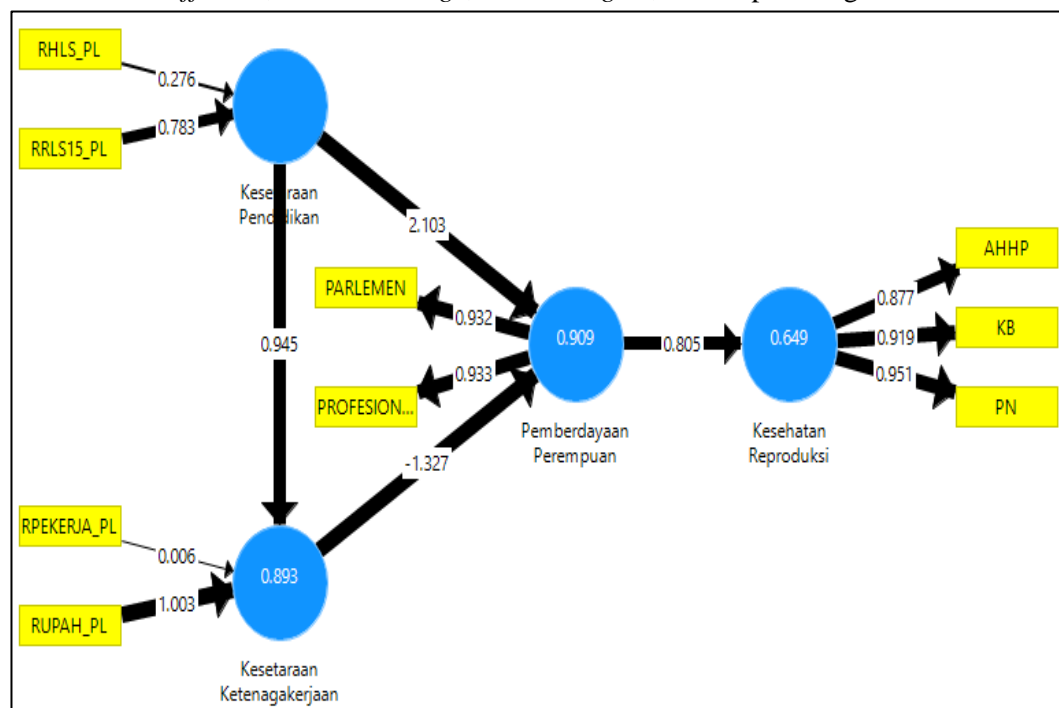 RHLS_PL
0.276
0.783
RRLS15_PL
Kesetaraan
Pendidikan
2.103
PARLEMEN
0.932
0.945
0.933
PROFESION...
0.909
Pemberdayaan
Perempuan
0.805
0.649
Kesehatan
Reproduksi
AHHP
0.877
KB
0.919
0.951
PN
-1.327
RPEKERJA_PL
0.006
1.003
RUPAH_PL
0.893
Kesetaraan
Ketenagakerjaan